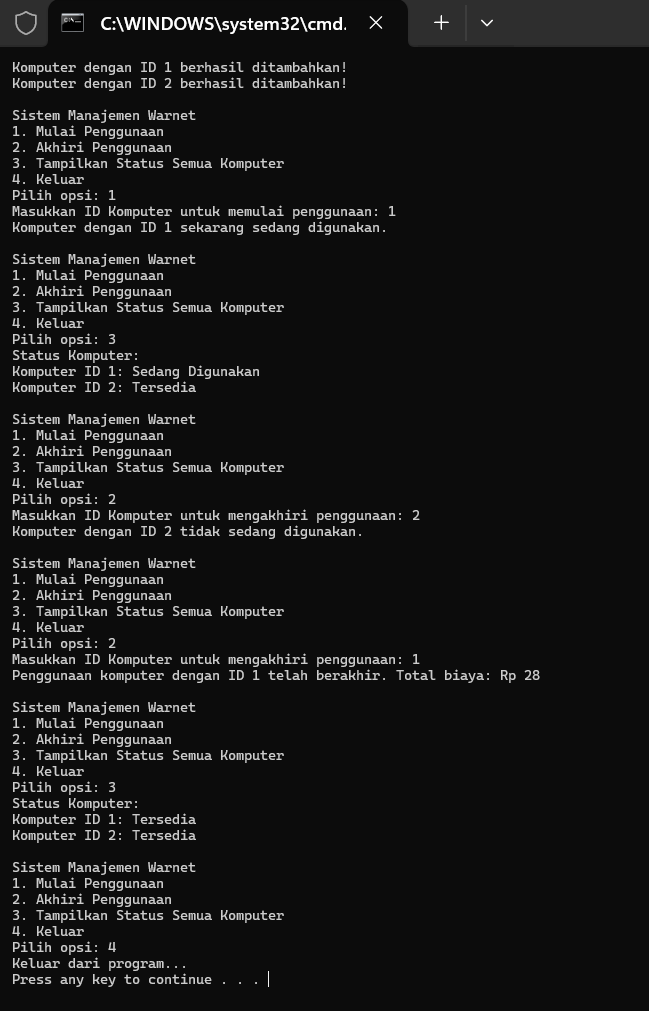 C:\WINDOWS\system32\cmd.
Komputer dengan ID 1 berhasil ditambahkan!
Komputer dengan ID 2 berhasil ditambahkan!
Sistem Manajemen Warnet
1. Mulai Penggunaan
2. Akhiri Penggunaan
3. Tampilkan Status Semua Komputer
4. Keluar
Pilih opsi: 1
Masukkan ID Komputer untuk memulai penggunaan: 1
Komputer dengan ID 1 sekarang sedang digunakan.
Sistem Manajemen Warnet
1. Mulai Penggunaan
2. Akhiri Penggunaan
3. Tampilkan Status Semua Komputer
4. Keluar
Pilih opsi: 3
Status Komputer:
Komputer ID 1: Sedang Digunakan
Komputer ID 2: Tersedia
Sistem Manajemen Warnet
1. Mulai Penggunaan
2. Akhiri Penggunaan
3. Tampilkan Status Semua Komputer
4. Keluar
Pilih opsi: 2
Masukkan ID Komputer untuk mengakhiri penggunaan: 2
Komputer dengan ID 2 tidak sedang digunakan.
Sistem Manajemen Warnet
1. Mulai Penggunaan
2. Akhiri Penggunaan
3. Tampilkan Status Semua Komputer
4. Keluar
Pilih opsi: 2
Masukkan ID Komputer untuk mengakhiri penggunaan: 1
Penggunaan komputer dengan ID 1 telah berakhir. Total biaya: Rp 28
Sistem Manajemen Warnet
1. Mulai Penggunaan
2. Akhiri Penggunaan
3. Tampilkan Status Semua Komputer
4. Keluar
Pilih opsi: 3
Status Komputer:
Komputer ID 1: Tersedia
Komputer ID 2: Tersedia
Sistem Manajemen Warnet
1. Mulai Penggunaan
2. Akhiri Penggunaan
3. Tampilkan Status Semua Komputer
4. Keluar
Pilih opsi: 4
Keluar dari program...
Press any key to continue . . .